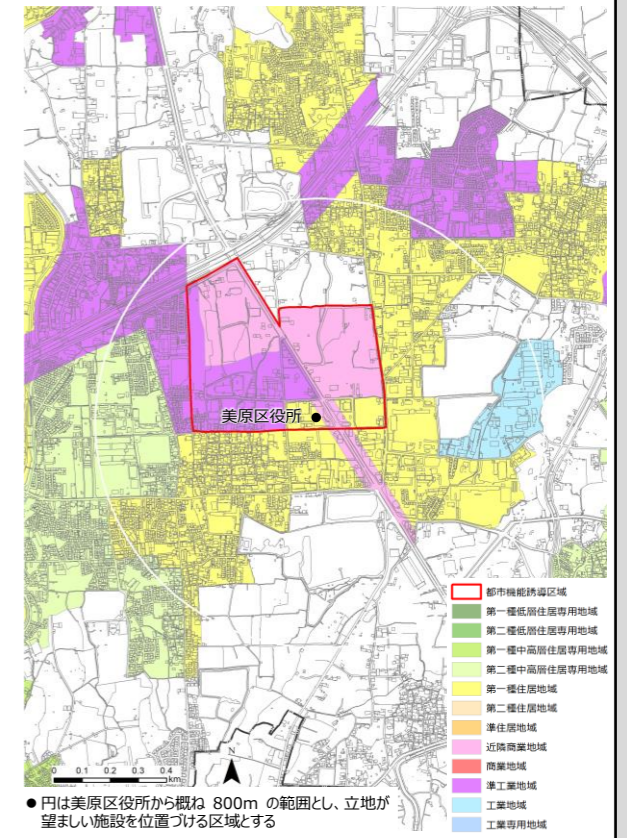 美原区役所
都市機能誘導区域
第一種低層住居専用地域
第二種低層住居専用地域
第一種中高層住居専用地域
第二種中高層住居専用地域
第一種住居地域
第二種住居地域
準住居地域
近隣商業地域
商業地域
準工業地域
工業地域
工業専用地域
N
0 0.1 0.2 0.3 0.4
km
● 円は美原区役所から概ね 800m の範囲とし、立地が
望ましい施設を位置づける区域とする